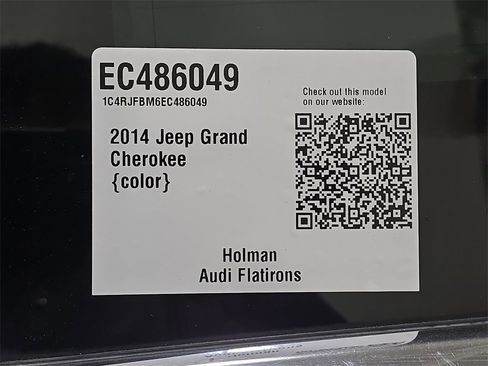 EC486049
1C4RJFBM6EC486049
Check out this model
on our website:
2014 Jeep Grand
Cherokee
{color}
Holman
Audi Flatirons